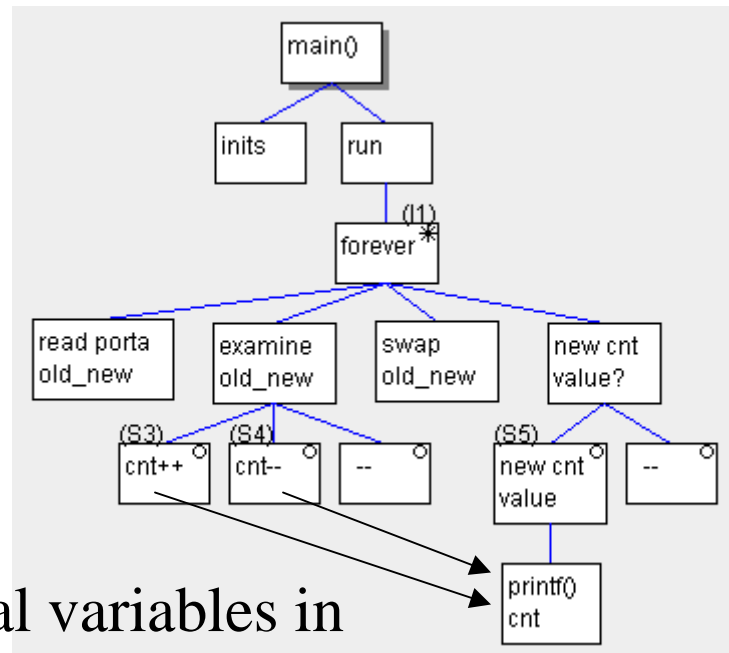 main()
inits
run
(I1)
forever *
read porta
old_new
examine
old_new
swap
old_new
new cnt
value?
(S3)
cnt++
(S4)
cnt--
--
(S5)
new cnt
value
--
printf()
cnt
al variables in